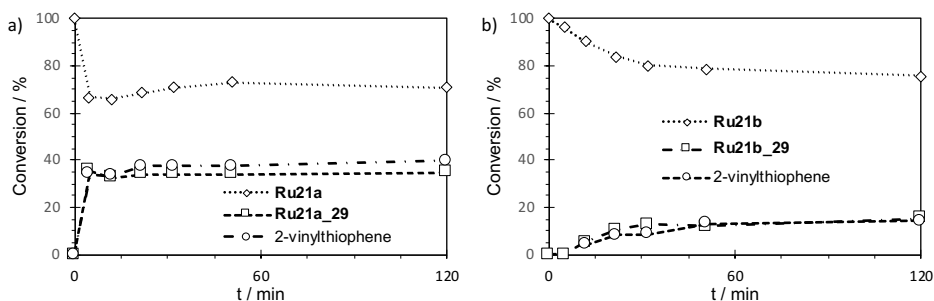 a)
Conversion / %
100
80
60
40
20
0
Ru21a
Ru21a_29
2-vinylthiophene
0
60
120
t / min
b)
Conversion / %
100
80
60
40
20
0
Ru21b
Ru21b_29
2-vinylthiophene
0
60
120
t / min